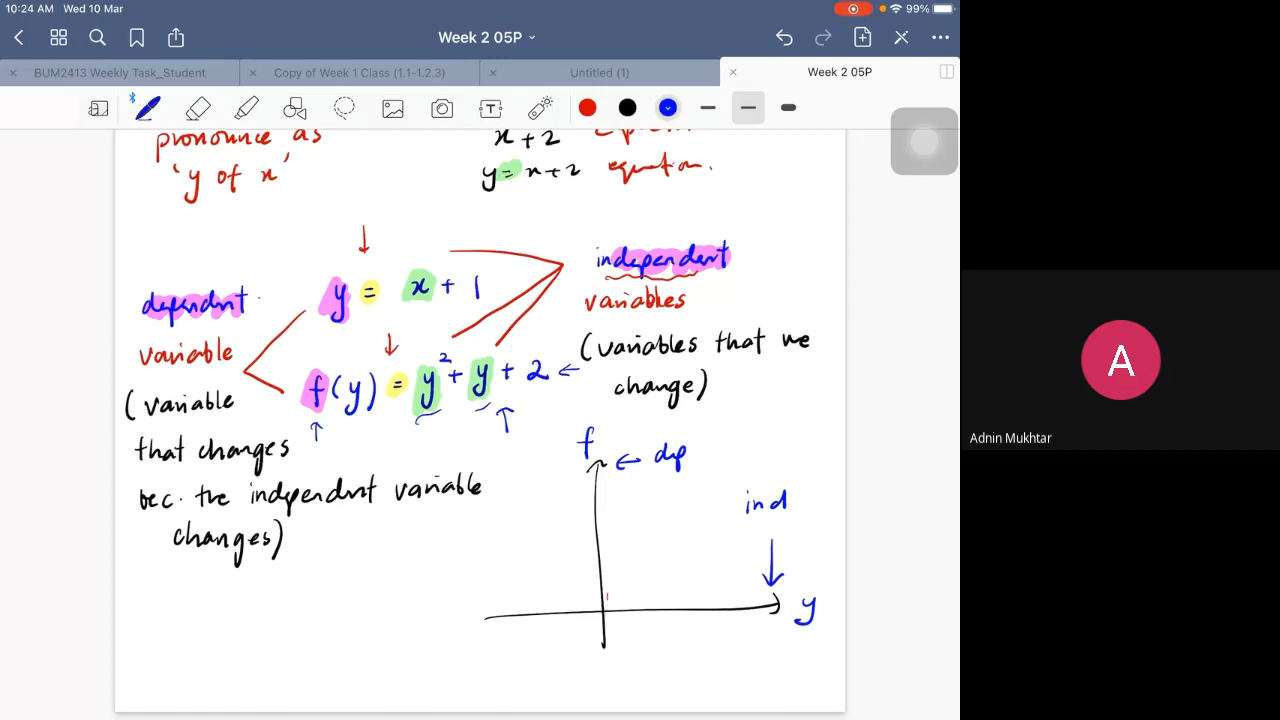 10:24 AM Wed 10 Mar
99%
Week 2 05P
BUM2413 Weekly Task_Student
Copy of Week 1 Class (1.1-1.2.3)
Untitled (1)
Week 2 05P
pronounce as
'y of x'
x + 2
y = x + 2 equation.
independent
variables
(variables that we
change)
dependent
variable
(variable
that changes
bec. the independent variable
changes)
y = x + 1
f(y) = y² + y + 2
f
dep
ind
y
A
Adnin Mukhtar